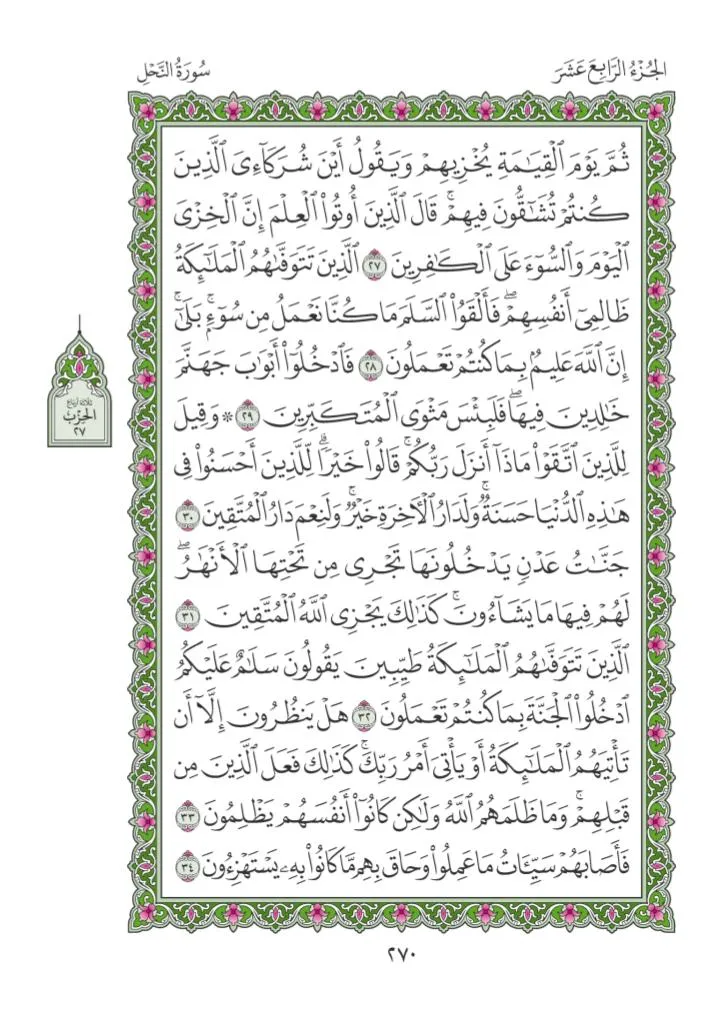 الجُزْءُ الرَّابِعَ عَشَرَ
سُورَةُ النَّحْلِ
ثُمَّ يَوْمَ ٱلْقِيَـٰمَةِ يُخْزِيهِمْ وَيَقُولُ أَيْنَ شُرَكَآءِىَ ٱلَّذِينَ
كُنتُمْ تُشَـٰٓقُّونَ فِيهِمْ ۚ قَالَ ٱلَّذِينَ أُوتُوا۟ ٱلْعِلْمَ إِنَّ ٱلْخِزْىَ
ٱلْيَوْمَ وَٱلسُّوٓءَ عَلَى ٱلْكَـٰفِرِينَ ٢٧ ٱلَّذِينَ تَتَوَفَّىٰهُمُ ٱلْمَلَـٰٓئِكَةُ
ظَالِمِىٓ أَنفُسِهِمْ ۖ فَأَلْقَوُا۟ ٱلسَّلَمَ مَا كُنَّا نَعْمَلُ مِن سُوٓءٍۭ ۚ بَلَىٰٓ ۚ
إِنَّ ٱللَّهَ عَلِيمٌۢ بِمَا كُنتُمْ تَعْمَلُونَ ٢٨ فَٱدْخُلُوٓا۟ أَبْوَٰبَ جَهَنَّمَ
خَـٰلِدِينَ فِيهَا ۖ فَلَبِئْسَ مَثْوَى ٱلْمُتَكَبِّرِينَ ٢٩ * وَقِيلَ
لِلَّذِينَ ٱتَّقَوْا۟ مَاذَآ أَنزَلَ رَبُّكُمْ ۚ قَالُوا۟ خَيْرًا ۗ لِّلَّذِينَ أَحْسَنُوا۟ فِى
هَـٰذِهِ ٱلدُّنْيَا حَسَنَةٌ ۚ وَلَدَارُ ٱلْـَٔاخِرَةِ خَيْرٌ ۚ وَلَنِعْمَ دَارُ ٱلْمُتَّقِينَ ٣٠
جَنَّـٰتُ عَدْنٍ يَدْخُلُونَهَا تَجْرِى مِن تَحْتِهَا ٱلْأَنْهَـٰرُ ۖ
لَهُمْ فِيهَا مَا يَشَآءُونَ ۚ كَذَٰلِكَ يَجْزِى ٱللَّهُ ٱلْمُتَّقِينَ ٣١
ٱلَّذِينَ تَتَوَفَّىٰهُمُ ٱلْمَلَـٰٓئِكَةُ طَيِّبِينَ يَقُولُونَ سَلَـٰمٌ عَلَيْكُمُ
ٱدْخُلُوا۟ ٱلْجَنَّةَ بِمَا كُنتُمْ تَعْمَلُونَ ٣٢ هَلْ يَنظُرُونَ إِلَّآ أَن
تَأْتِيَهُمُ ٱلْمَلَـٰٓئِكَةُ أَوْ يَأْتِىَ أَمْرُ رَبِّكَ ۚ كَذَٰلِكَ فَعَلَ ٱلَّذِينَ مِن
قَبْلِهِمْ ۚ وَمَا ظَلَمَهُمُ ٱللَّهُ وَلَـٰكِن كَانُوٓا۟ أَنفُسَهُمْ يَظْلِمُونَ ٣٣
فَأَصَابَهُمْ سَيِّـَٔاتُ مَا عَمِلُوا۟ وَحَاقَ بِهِم مَّا كَانُوا۟ بِهِۦ يَسْتَهْزِءُونَ ٣٤
ثلاثة أرباع
الحِزْب
٢٧
٢٧٠